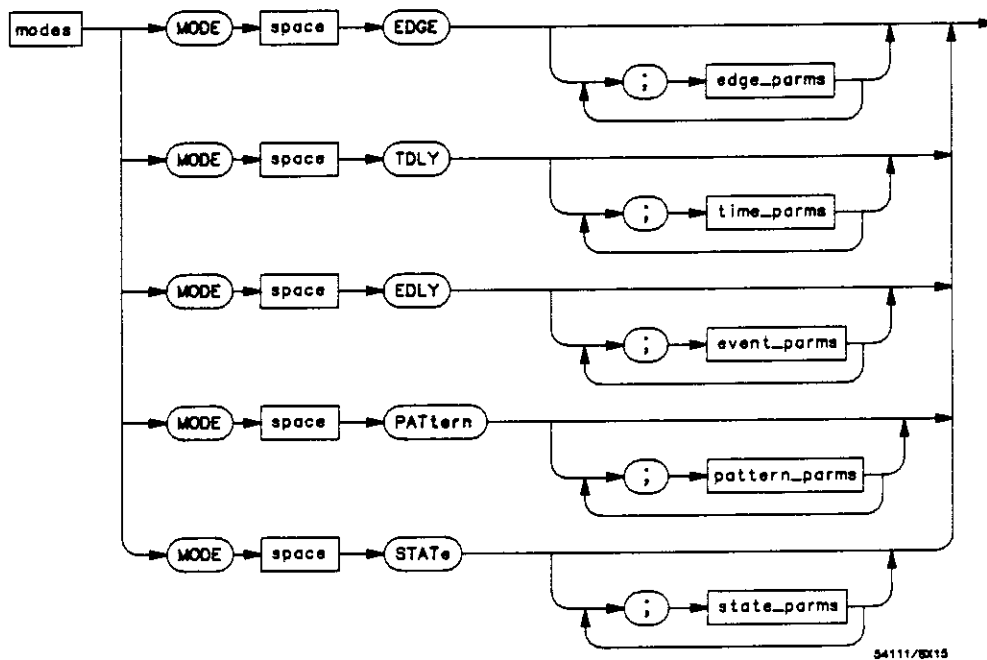 modes MODE space EDGE
; edge_parms
MODE space TDLY
; time_parms
MODE space EDLY
; event_parms
MODE space PATtern
; pattern_parms
MODE space STATe
; state_parms
54111/BX15